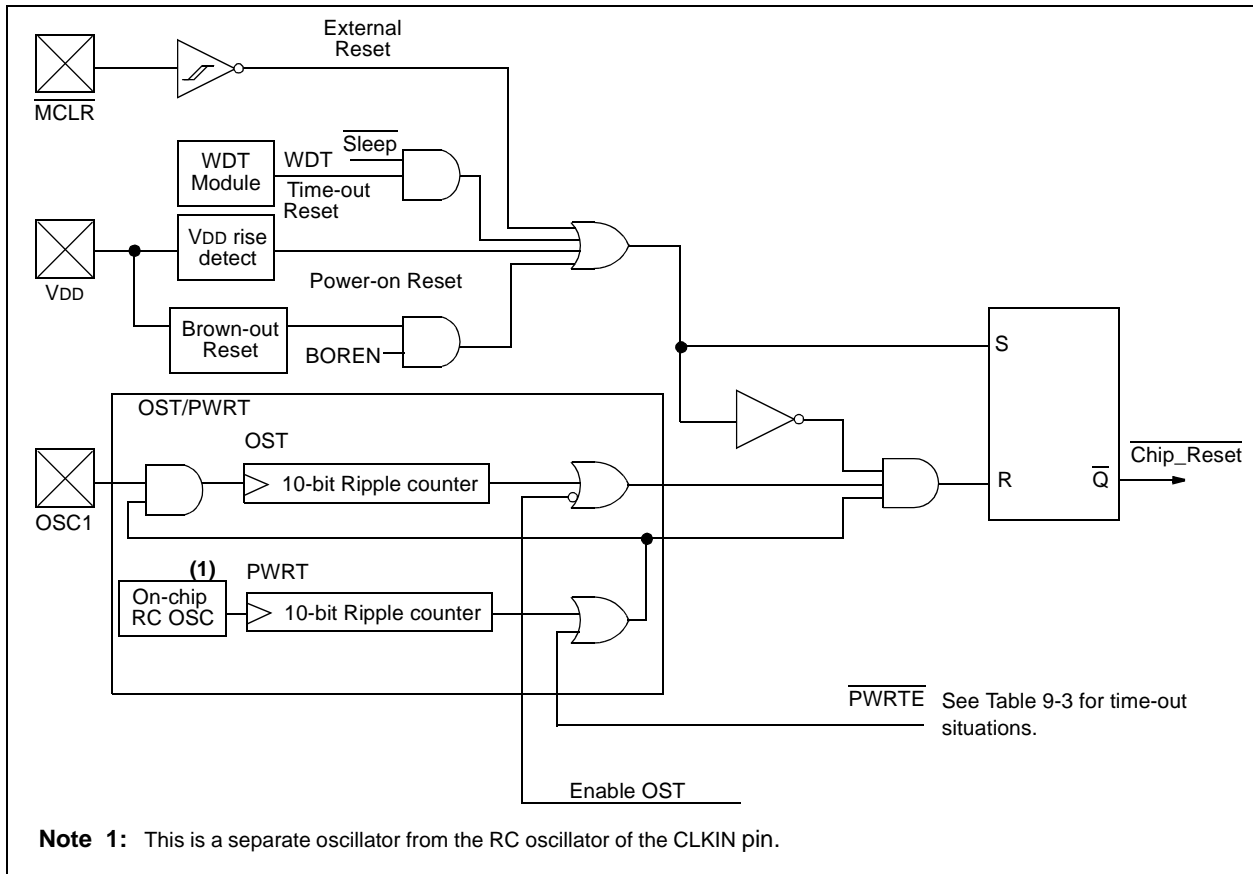 External
Reset
MCLR
Sleep
WDT
Module
WDT
Time-out
Reset
VDD rise
detect
VDD
Power-on Reset
Brown-out
Reset
BOREN
S
OST/PWRT
OST
10-bit Ripple counter
OSC1
R
Q
Chip_Reset
(1)
PWRT
On-chip
RC OSC
10-bit Ripple counter
PWRTE
See Table 9-3 for time-out
situations.
Enable OST
Note 1: This is a separate oscillator from the RC oscillator of the CLKIN pin.